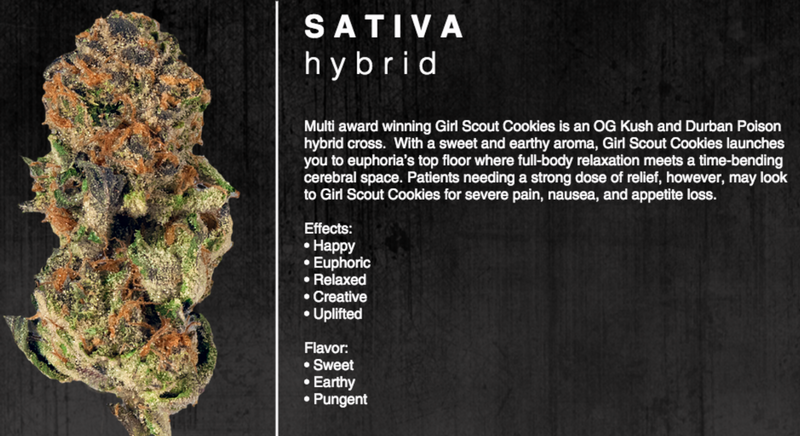 SATIVA
hybrid
Multi award winning Girl Scout Cookies is an OG Kush and Durban Poison
hybrid cross.  With a sweet and earthy aroma, Girl Scout Cookies launches
you to euphoria's top floor where full-body relaxation meets a time-bending
cerebral space. Patients needing a strong dose of relief, however, may look
to Girl Scout Cookies for severe pain, nausea, and appetite loss.
Effects:
• Happy
• Euphoric
• Relaxed
• Creative
• Uplifted
Flavor:
• Sweet
• Earthy
• Pungent